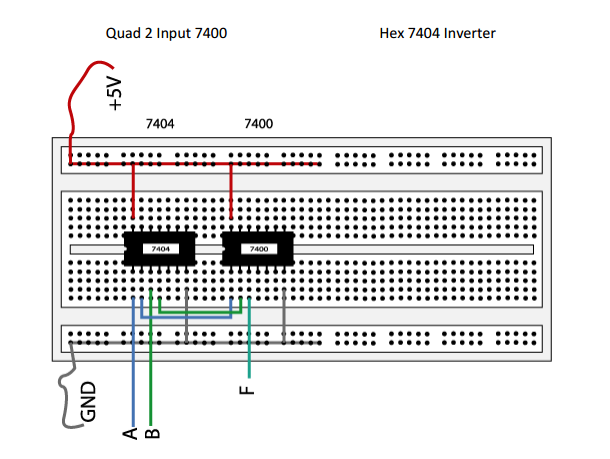 Quad 2 Input 7400
Hex 7404 Inverter
+5V
7404
7400
7404
7400
GND
A
B
F